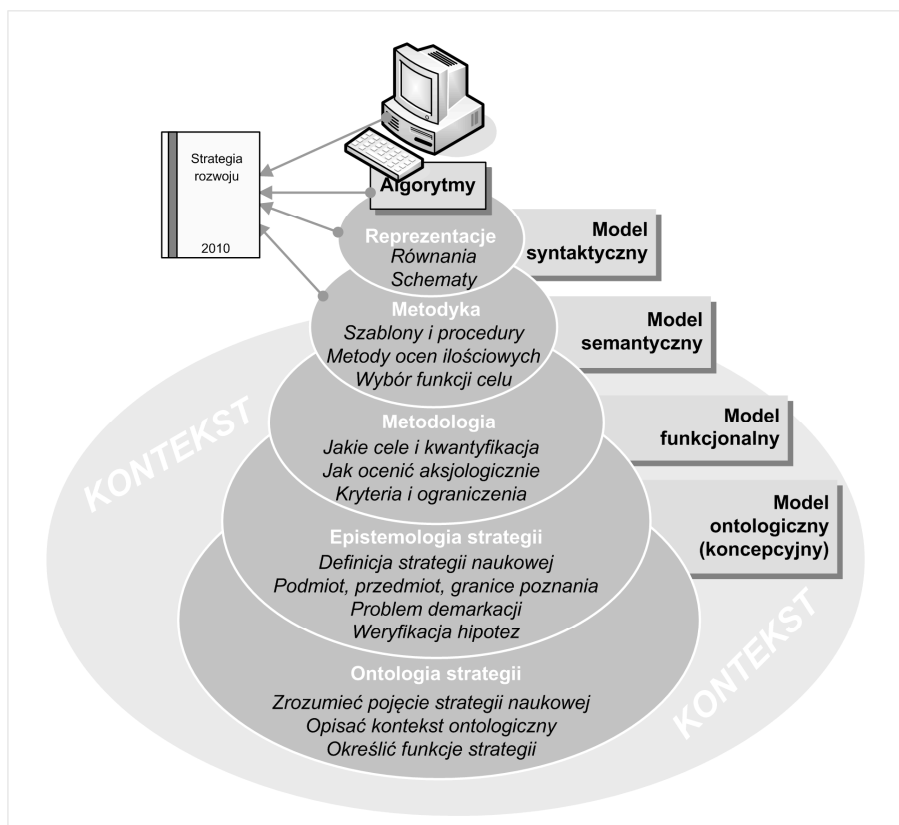 Strategia
rozwoju
2010
Algorytmy
Reprezentacje
Równania
Schematy
Model
syntaktyczny
Metodyka
Szablony i procedury
Metody ocen ilościowych
Wybór funkcji celu
Model
semantyczny
KONTEKST
Metodologia
Jakie cele i kwantyfikacja
Jak ocenić aksjologicznie
Kryteria i ograniczenia
Model
funkcjonalny
Epistemologia strategii
Definicja strategii naukowej
Podmiot, przedmiot, granice poznania
Problem demarkacji
Weryfikacja hipotez
Model
ontologiczny
(koncepcyjny)
Ontologia strategii
Zrozumieć pojęcie strategii naukowej
Opisać kontekst ontologiczny
Określić funkcje strategii
KONTEKST